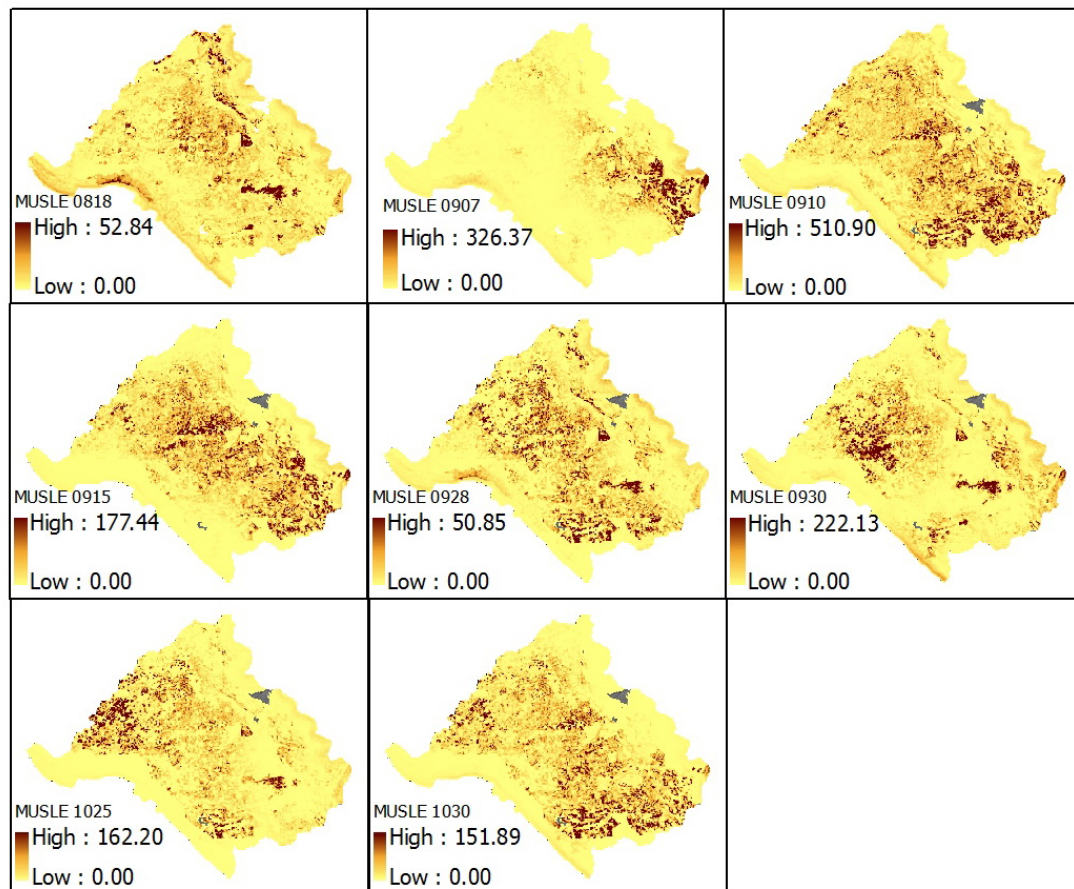 MUSLE 0818
High : 52.84
Low : 0.00
MUSLE 0907
High : 326.37
Low : 0.00
MUSLE 0910
High : 510.90
Low : 0.00
MUSLE 0915
High : 177.44
Low : 0.00
MUSLE 0928
High : 50.85
Low : 0.00
MUSLE 0930
High : 222.13
Low : 0.00
MUSLE 1025
High : 162.20
Low : 0.00
MUSLE 1030
High : 151.89
Low : 0.00